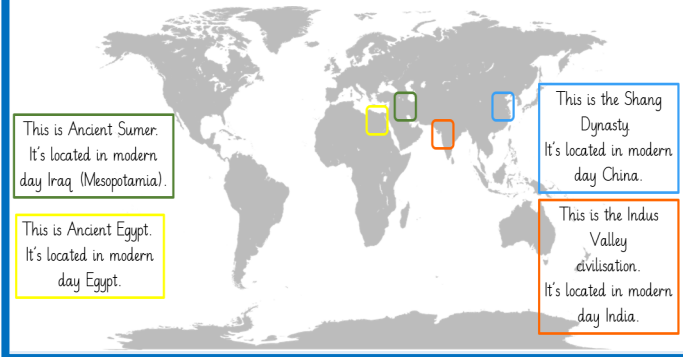 This is Ancient Sumer.
It's located in modern
day Iraq (Mesopotamia).
This is Ancient Egypt.
It's located in modern
day Egypt.
This is the Shang
Dynasty.
It's located in modern
day China.
This is the Indus
Valley
civilisation.
It's located in modern
day India.